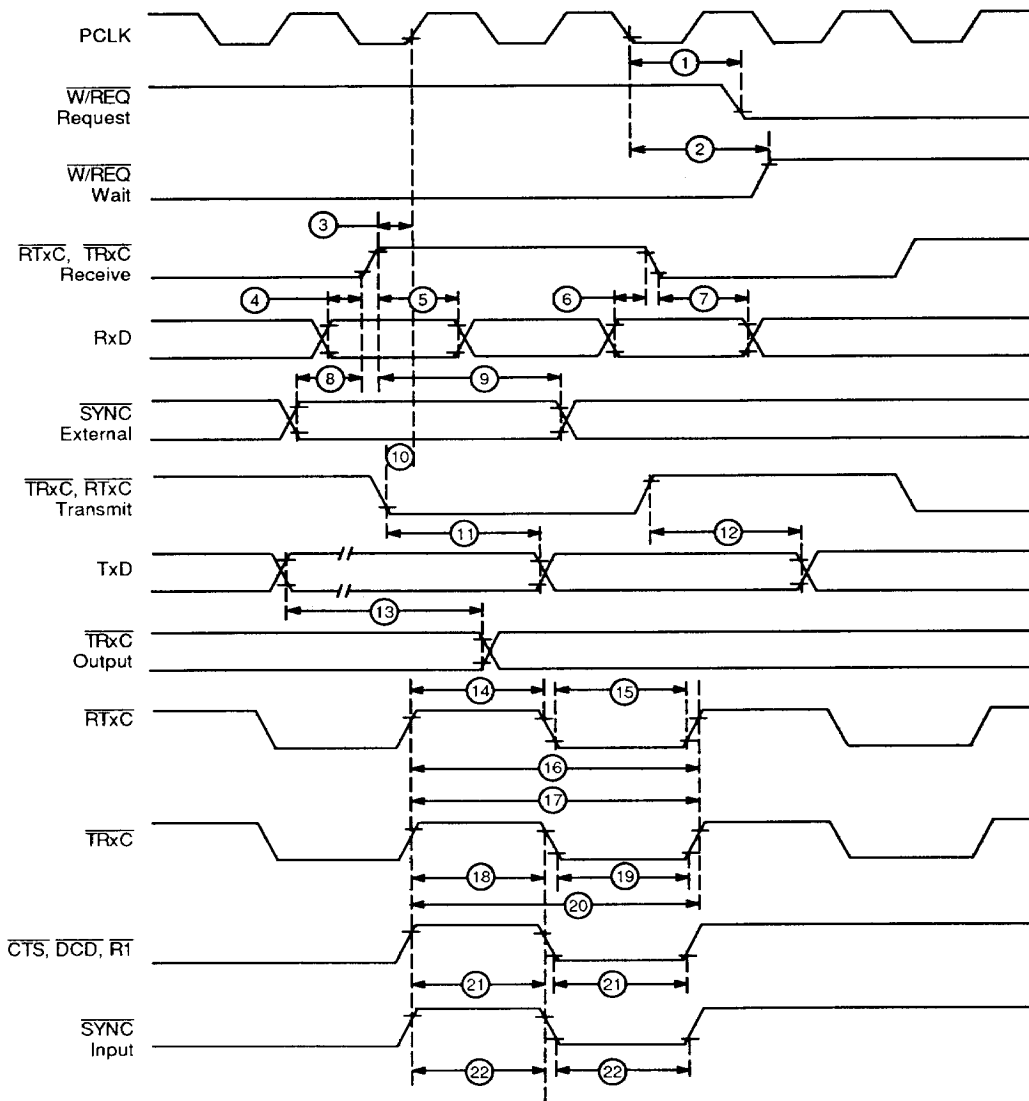 PCLK
1
W/REQ
Request
2
W/REQ
Wait
3
RTxC, TRxC
Receive
4 5 6 7
RxD
8 9
SYNC
External
10
TRxC, RTxC
Transmit
11 12
TxD
13
TRxC
Output
14 15
RTxC
16
17
TRxC
18 19
20
CTS, DCD, R1
21 21
SYNC
Input
22 22